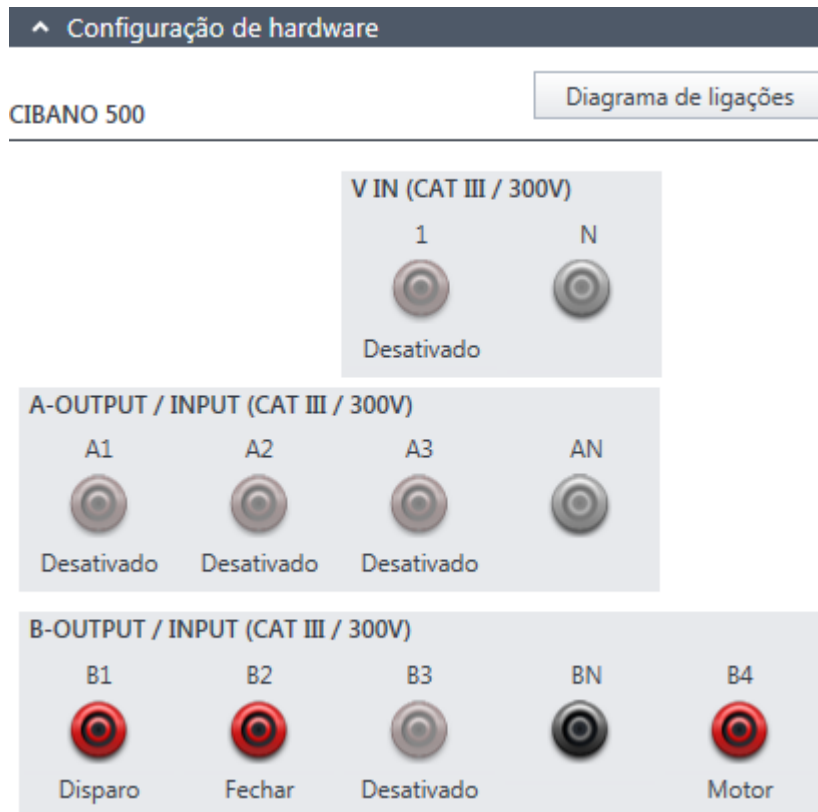 Configuração de hardware
Diagrama de ligações
CIBANO 500
V IN (CAT III / 300V)
1 N
Desativado
A-OUTPUT / INPUT (CAT III / 300V)
A1 A2 A3 AN
Desativado Desativado Desativado
B-OUTPUT / INPUT (CAT III / 300V)
B1 B2 B3 BN B4
Disparo Fechar Desativado Motor